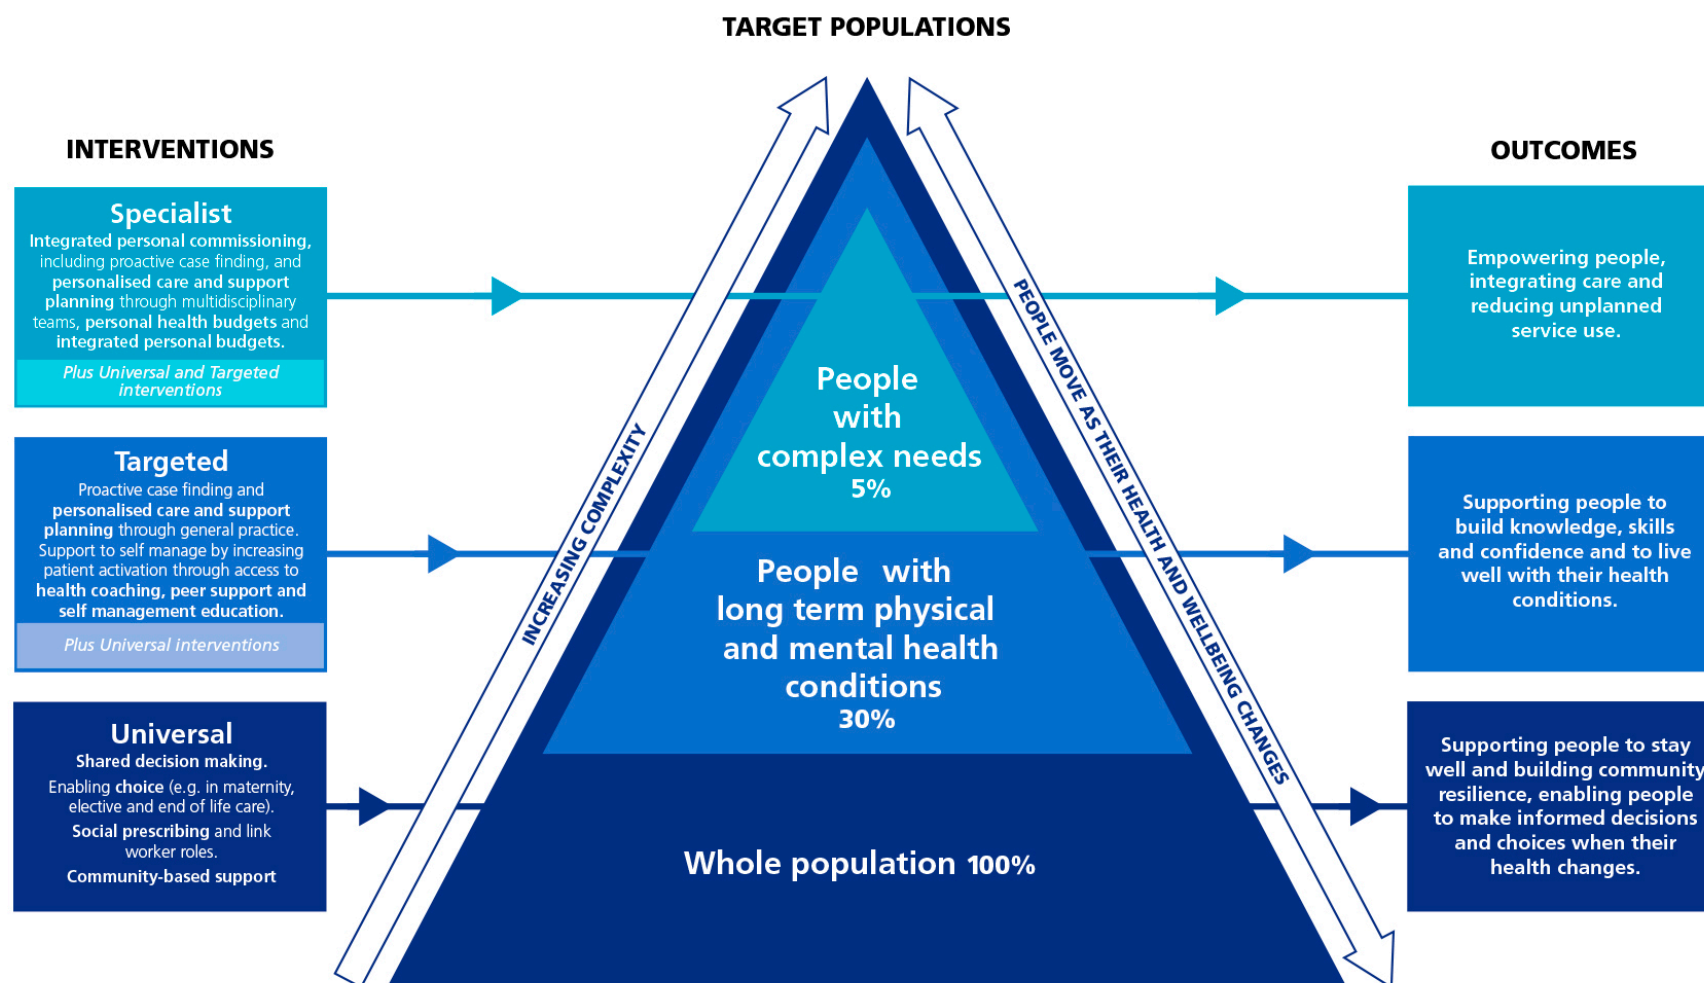 TARGET POPULATIONS
INTERVENTIONS
Specialist
Integrated personal commissioning,
including proactive case finding, and
personalised care and support
planning through multidisciplinary
teams, personal health budgets and
integrated personal budgets.
Plus Universal and Targeted
interventions
Targeted
Proactive case finding and
personalised care and support
planning through general practice.
Support to self manage by increasing
patient activation through access to
health coaching, peer support and
self management education.
Plus Universal interventions
Universal
Shared decision making.
Enabling choice (e.g. in maternity,
elective and end of life care).
Social prescribing and link
worker roles.
Community-based support
INCREASING COMPLEXITY
People
with
complex needs
5%
People with
long term physical
and mental health
conditions
30%
Whole population 100%
PEOPLE MOVE AS THEIR HEALTH AND WELLBEING CHANGES
OUTCOMES
Empowering people,
integrating care and
reducing unplanned
service use.
Supporting people to
build knowledge, skills
and confidence and to live
well with their health
conditions.
Supporting people to stay
well and building community
resilience, enabling people
to make informed decisions
and choices when their
health changes.